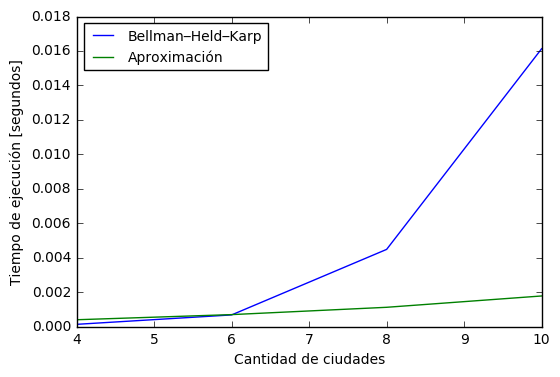 Bellman–Held–Karp
Aproximación
Tiempo de ejecución [segundos]
0.018
0.016
0.014
0.012
0.010
0.008
0.006
0.004
0.002
0.000
4 5 6 7 8 9 10
Cantidad de ciudades